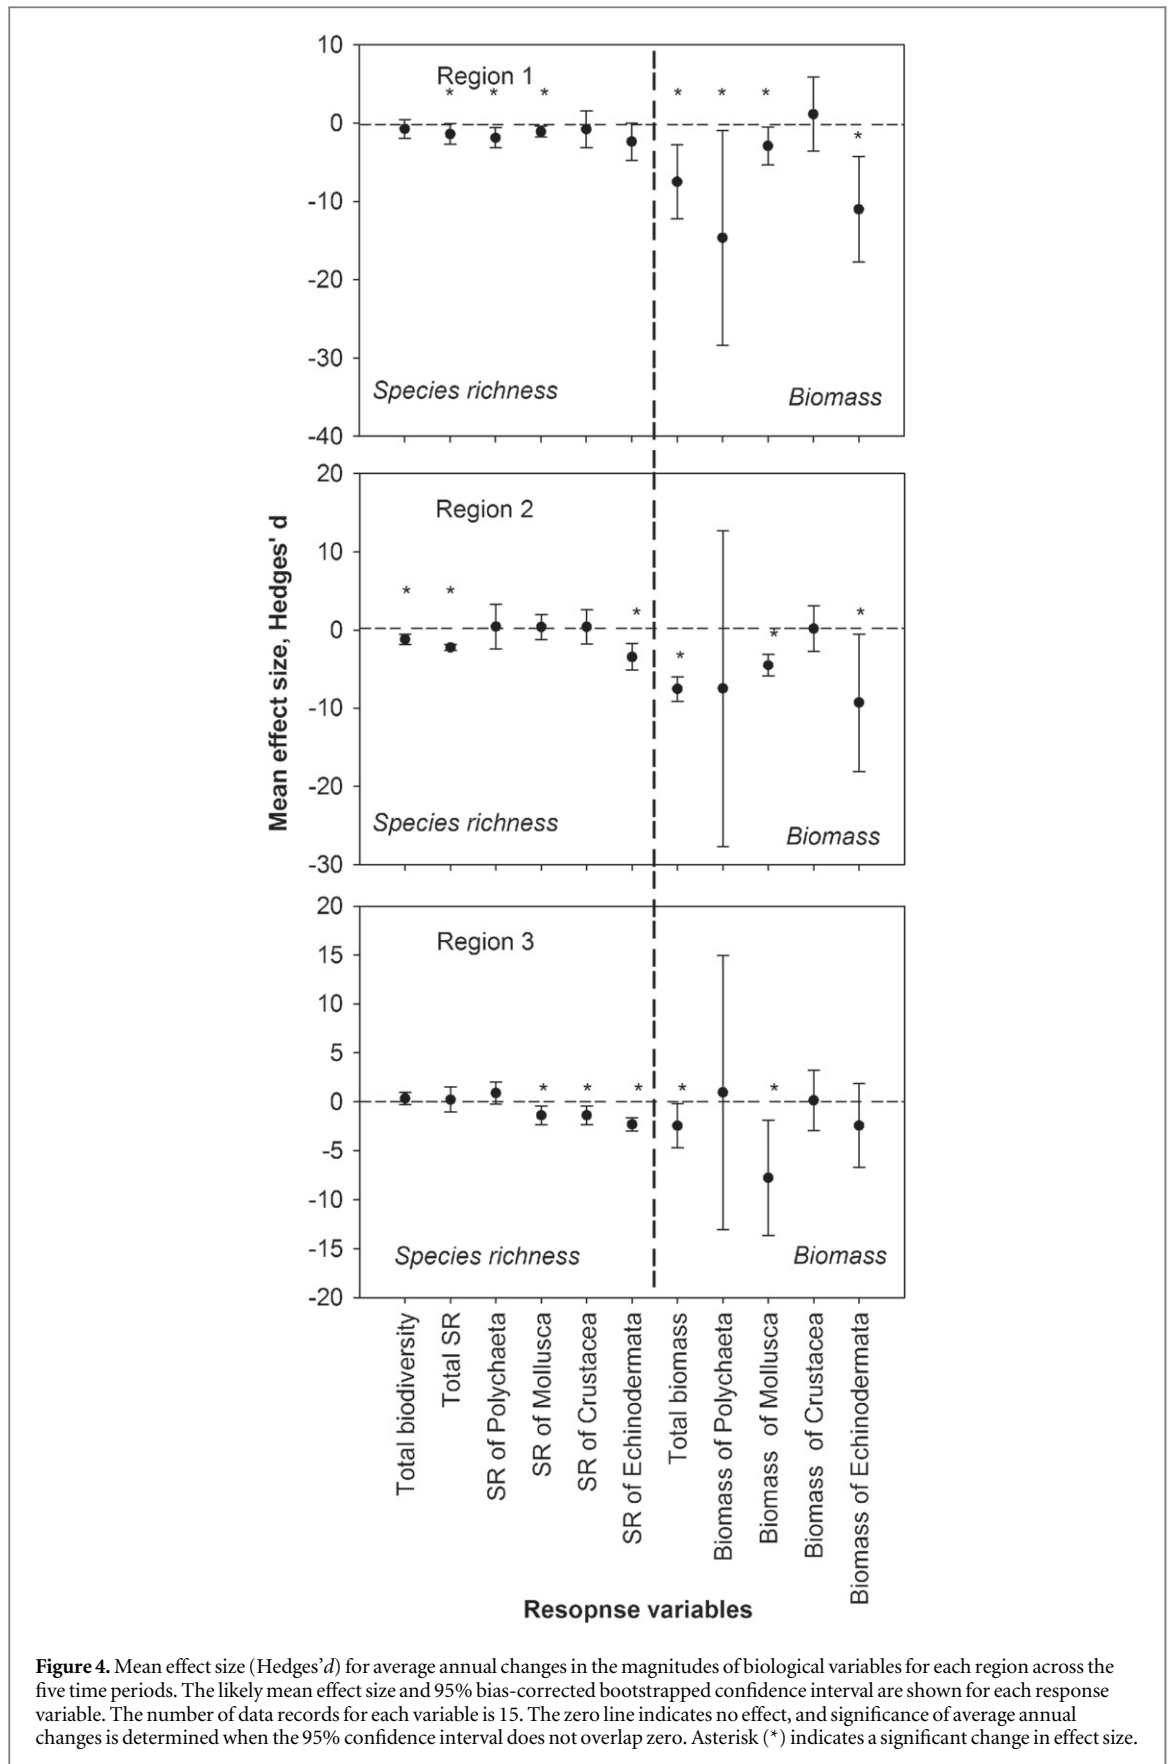 10
Region 1
* * * * * *
0
*
-10
-20
-30
Species richness
Biomass
-40
20
Region 2
10
* *
* *
0
*
*
-10
-20
Species richness
Biomass
-30
Mean effect size, Hedges' d
20
Region 3
15
10
5
* * * * *
0
-5
-10
-15
Species richness
Biomass
-20
Total biodiversity
Total SR
SR of Polychaeta
SR of Mollusca
SR of Crustacea
SR of Echinodermata
Total biomass
Biomass of Polychaeta
Biomass of Mollusca
Biomass of Crustacea
Biomass of Echinodermata
Resopnse variables
Figure 4. Mean effect size (Hedges'd) for average annual changes in the magnitudes of biological variables for each region across the
five time periods. The likely mean effect size and 95% bias-corrected bootstrapped confidence interval are shown for each response
variable. The number of data records for each variable is 15. The zero line indicates no effect, and significance of average annual
changes is determined when the 95% confidence interval does not overlap zero. Asterisk (*) indicates a significant change in effect size.